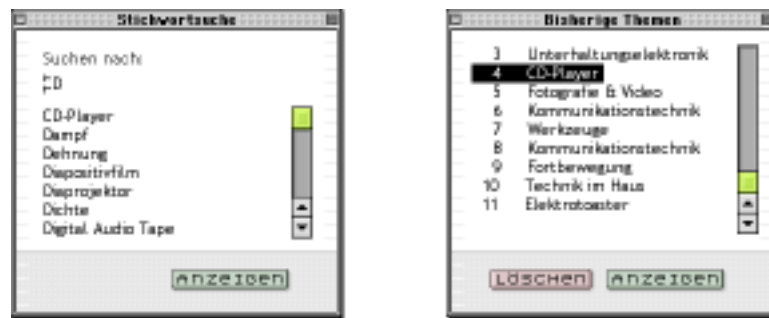 Stichwortsuche
Suchen nach:
CD
CD-Player
Dampf
Dehnung
Diapositivfilm
Diaprojektor
Dichte
Digital Audio Tape
ANZEIGEN
Bisherige Themen
3 Unterhaltungselektronik
4 CD-Player
5 Fotografie & Video
6 Kommunikationstechnik
7 Werkzeuge
8 Kommunikationstechnik
9 Fortbewegung
10 Technik im Haus
11 Elektrotoaster
LÖSCHEN ANZEIGEN